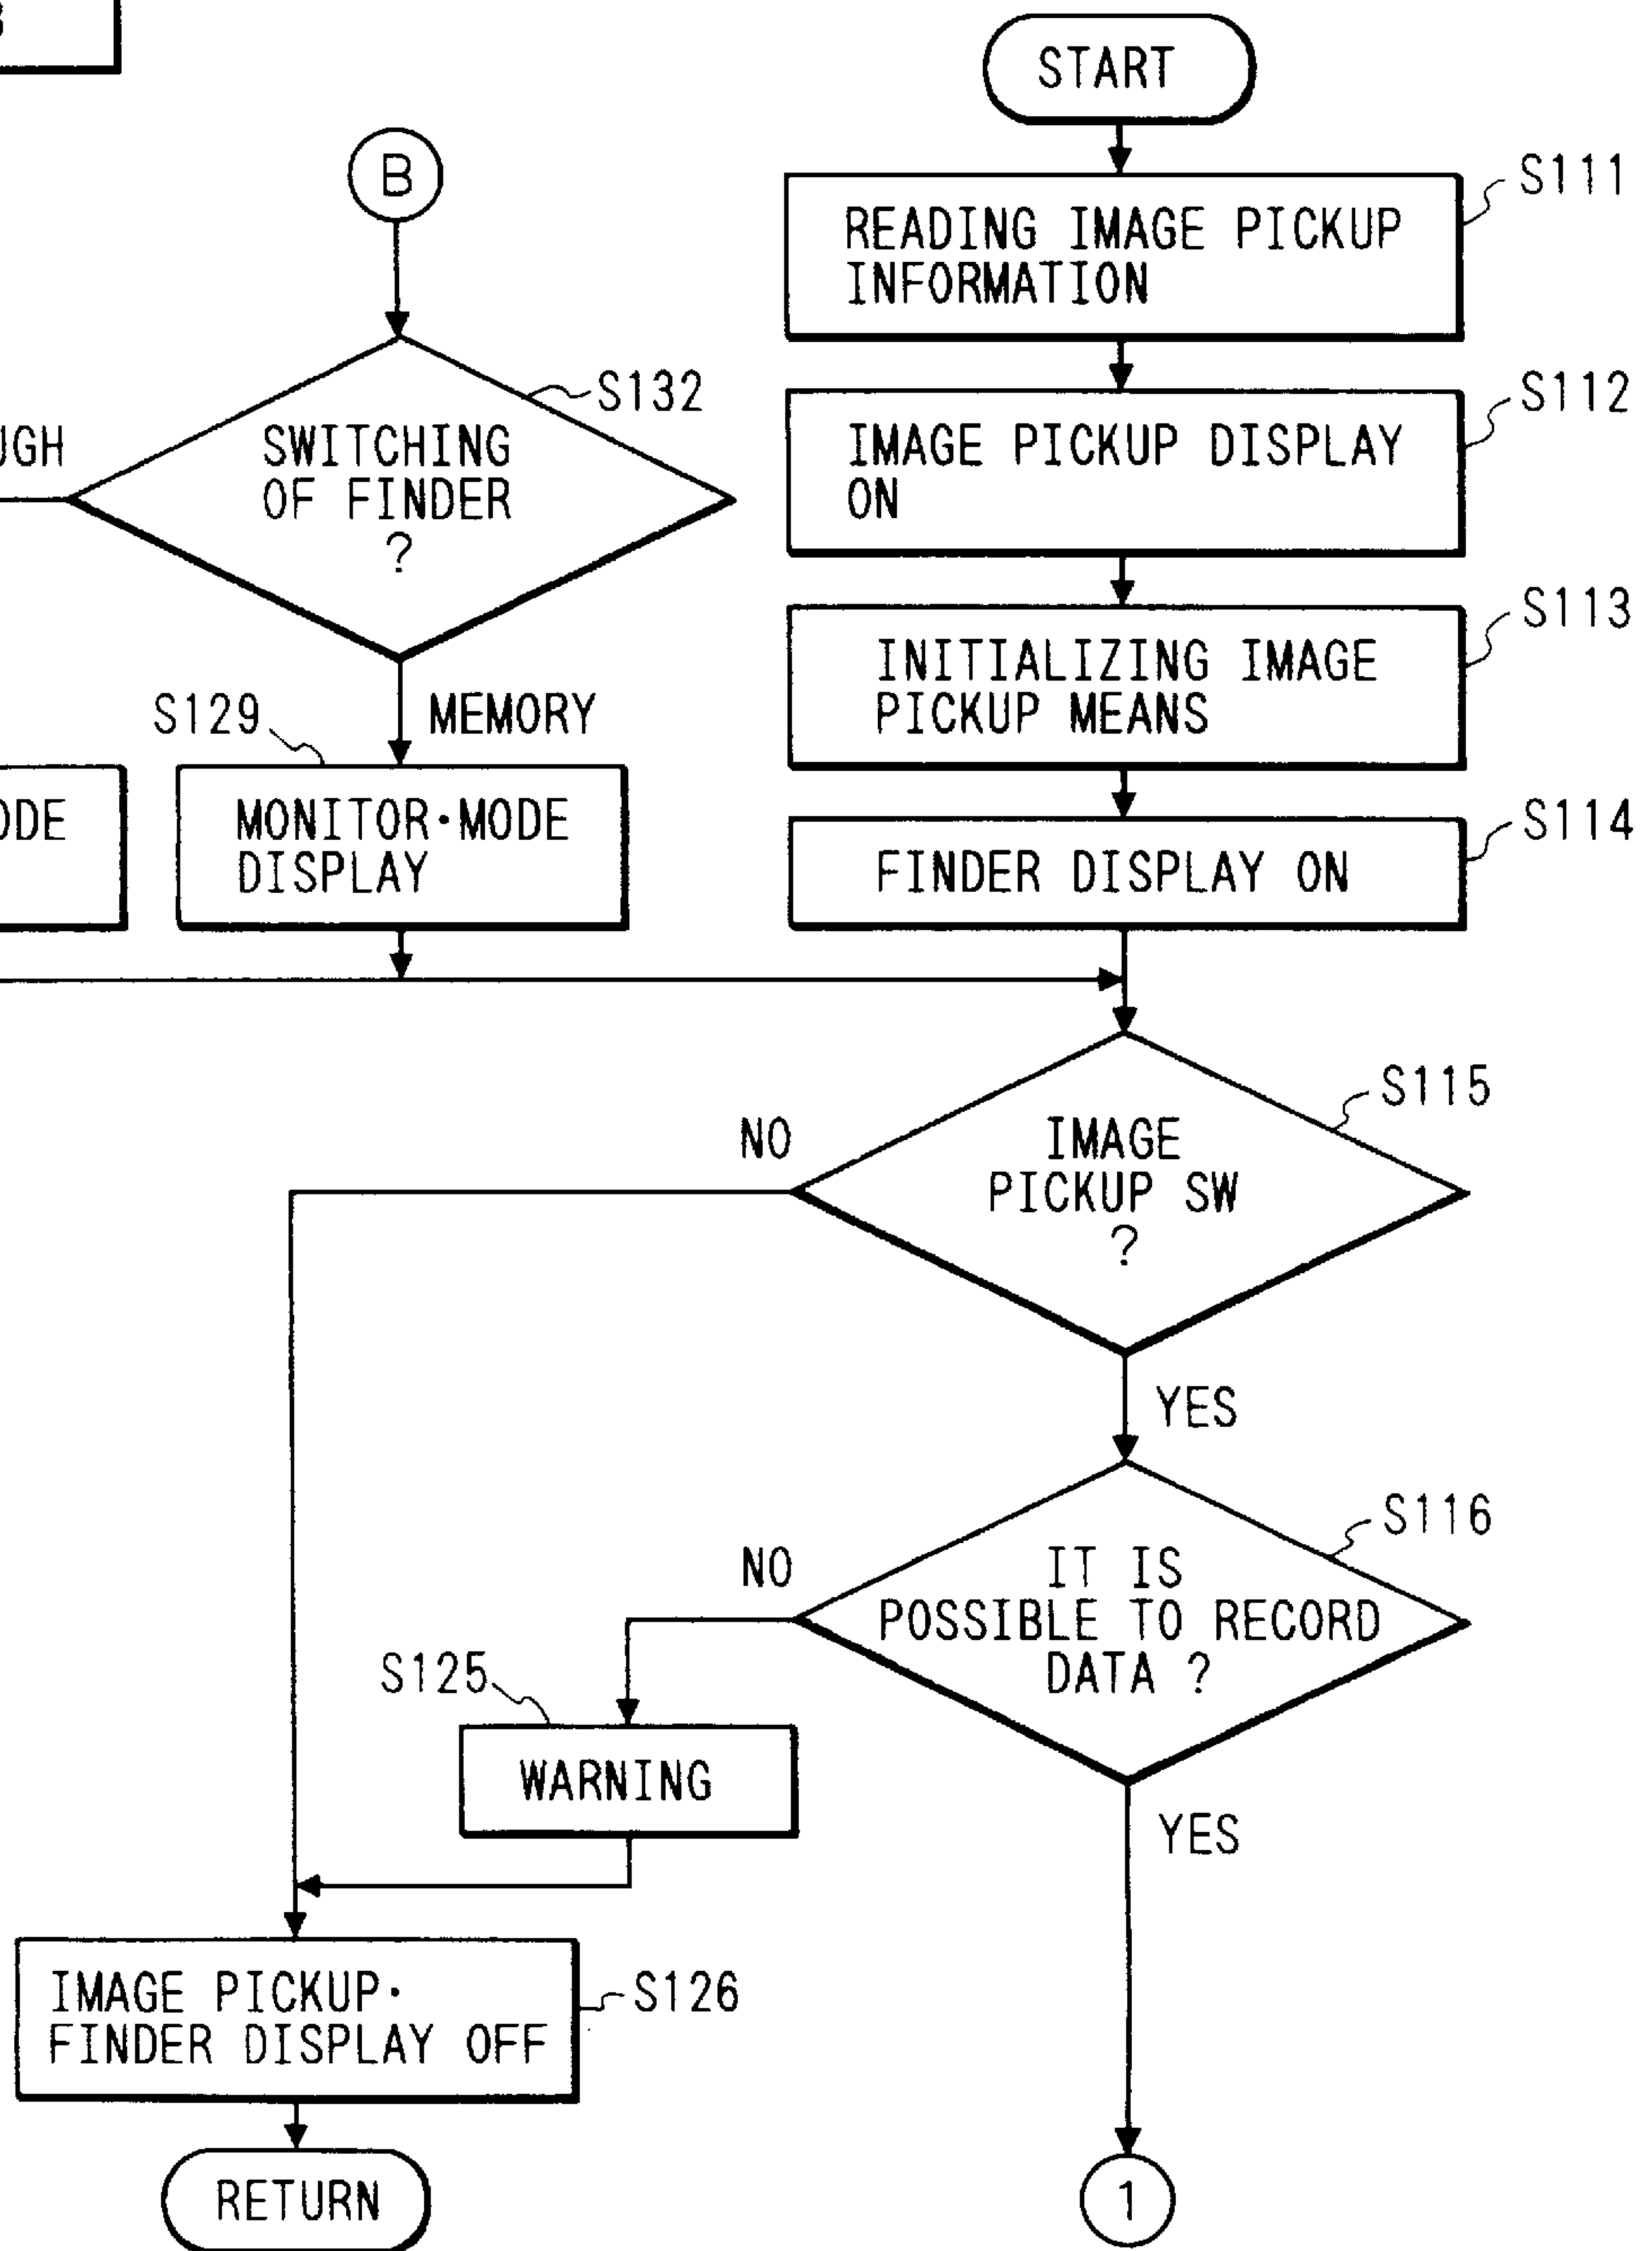 START
S111
READING IMAGE PICKUP
INFORMATION
S112
IMAGE PICKUP DISPLAY
ON
S113
INITIALIZING IMAGE
PICKUP MEANS
S114
FINDER DISPLAY ON
B
S132
SWITCHING
OF FINDER
?
UGH
MEMORY
S129
MONITOR·MODE
DISPLAY
ODE
S115
IMAGE
PICKUP SW
?
NO
YES
S116
IT IS
POSSIBLE TO RECORD
DATA ?
NO
YES
S125
WARNING
S126
IMAGE PICKUP·
FINDER DISPLAY OFF
RETURN
1